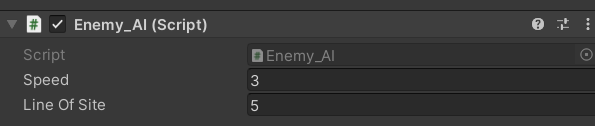 Enemy_AI (Script)
Script Enemy_AI
Speed 3
Line Of Site 5